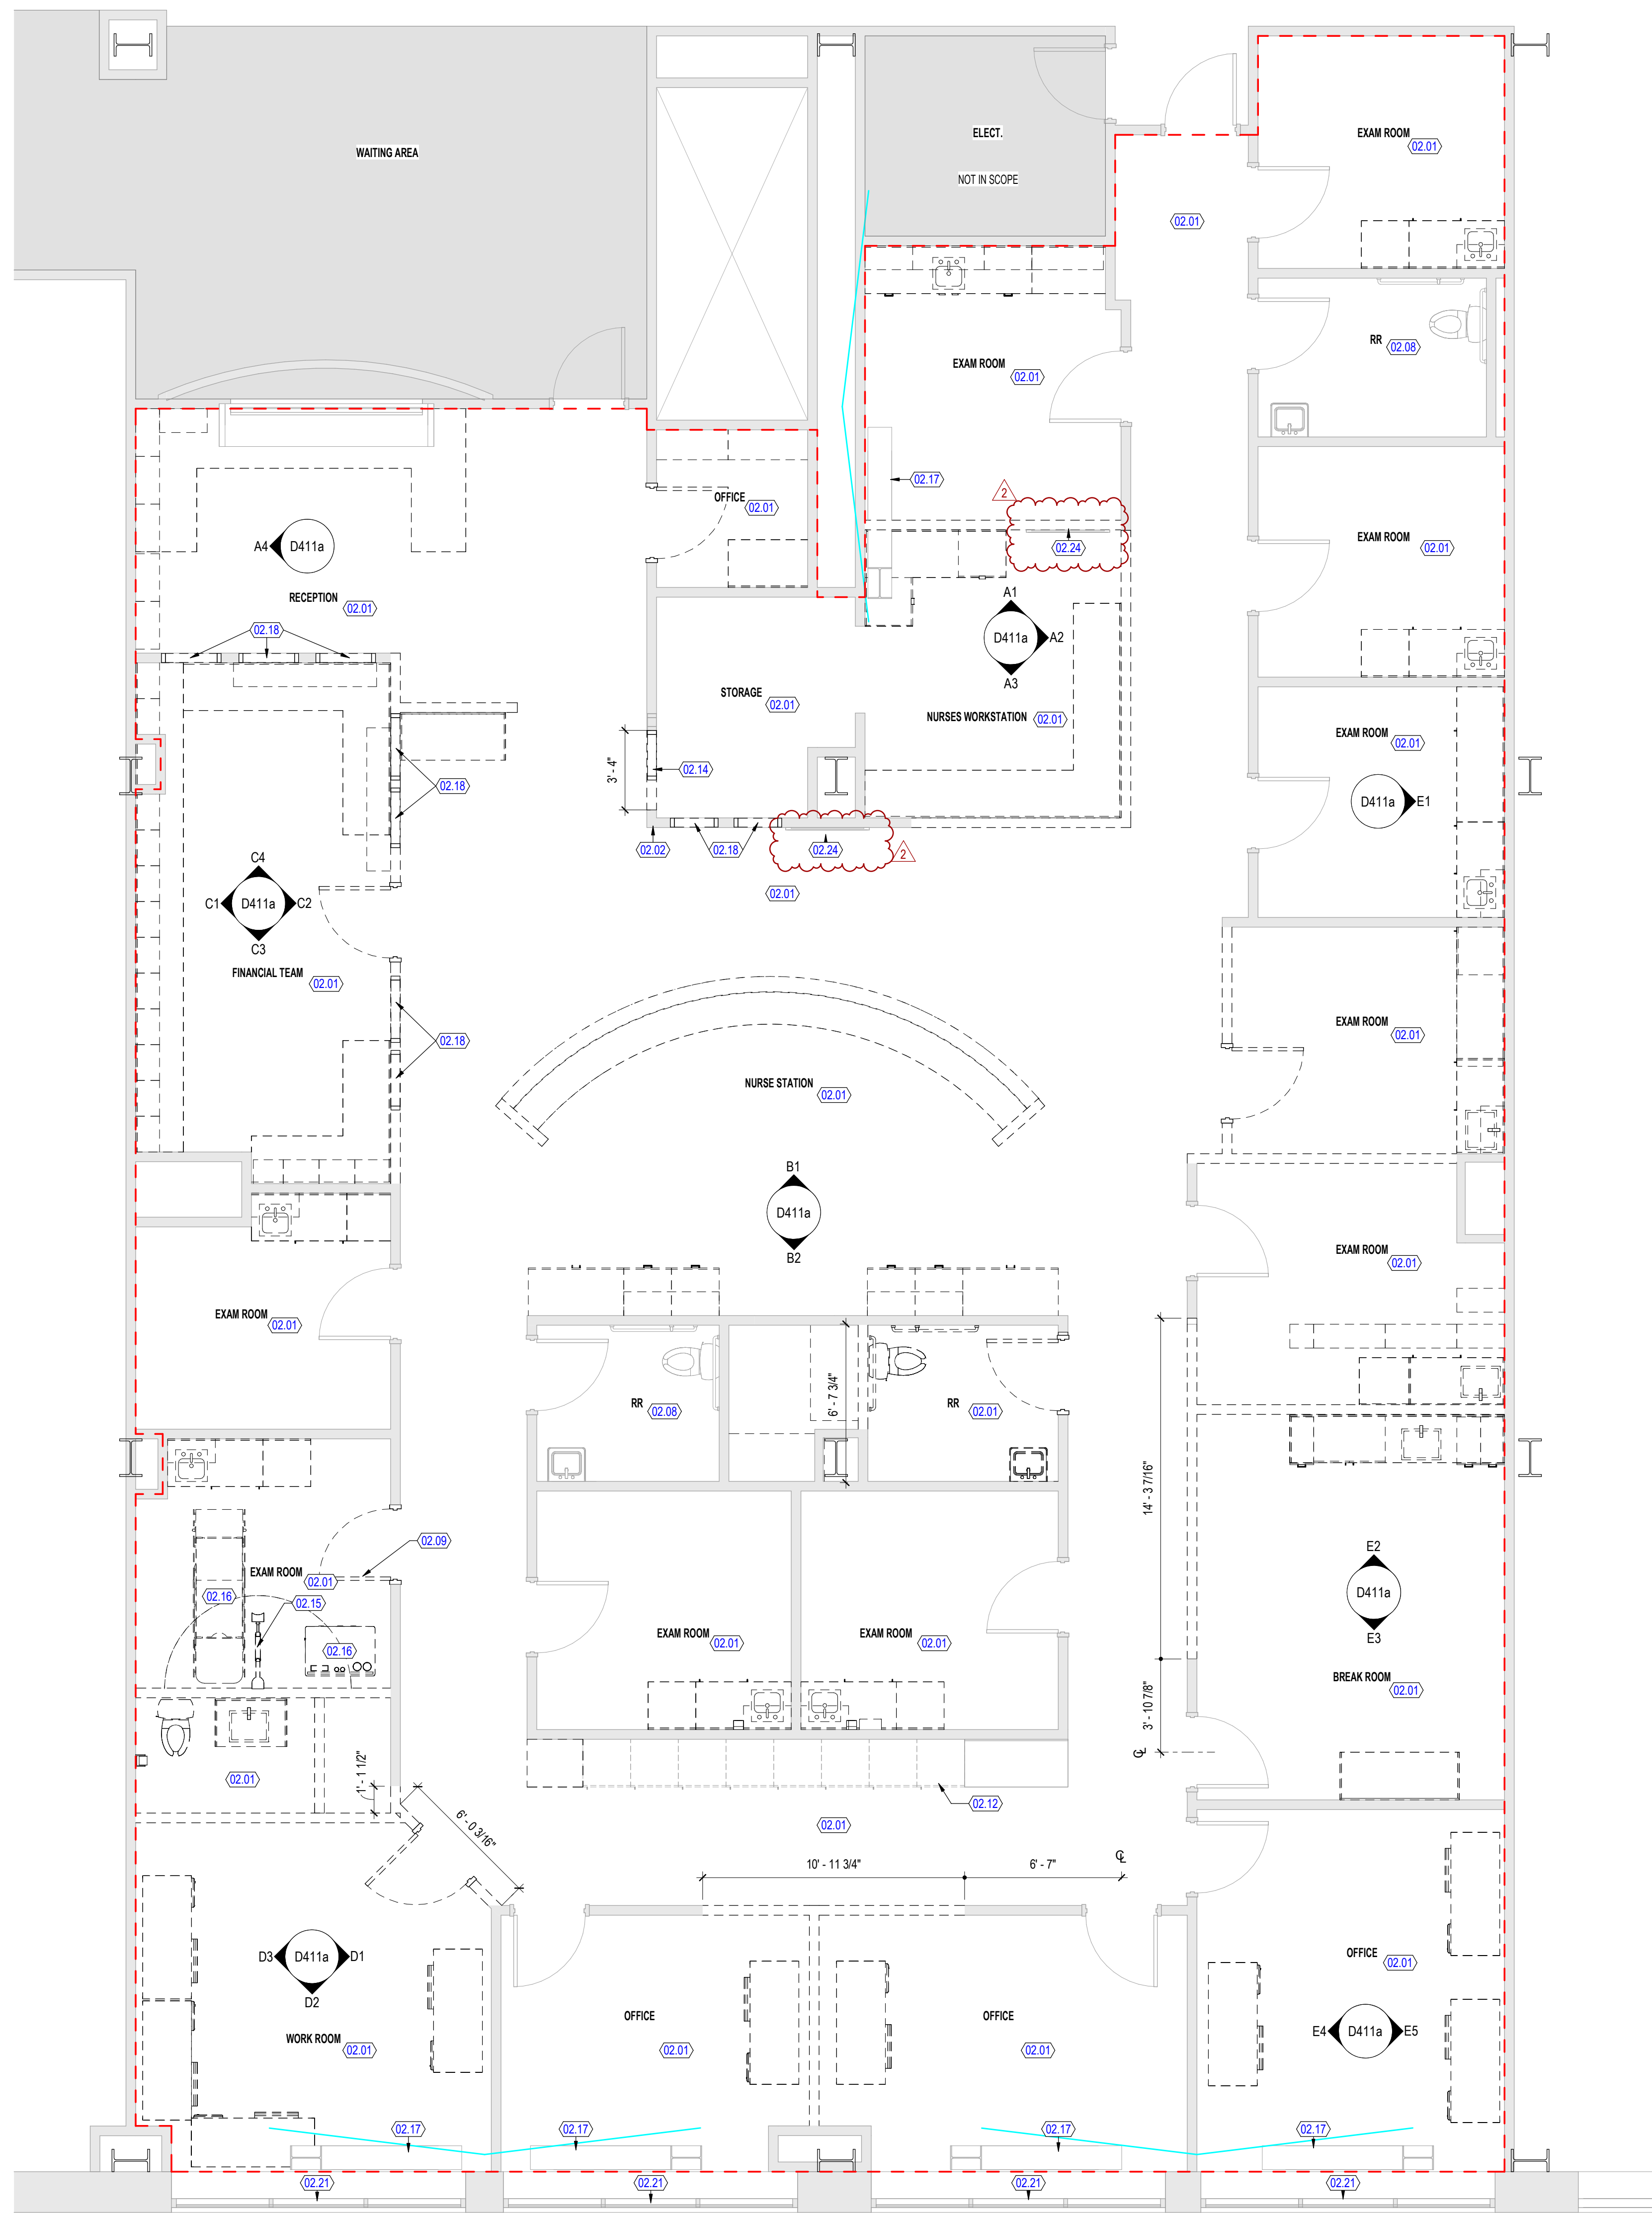 WAITING AREA
ELECT.
NOT IN SCOPE
EXAM ROOM
02.01
02.01
RR
02.08
EXAM ROOM
02.01
02.17
2
02.24
OFFICE
02.01
EXAM ROOM
02.01
A4
D411a
RECEPTION
02.01
02.18
A1
D411a
A2
A3
STORAGE
02.01
NURSES WORKSTATION
02.01
EXAM ROOM
02.01
3' - 4"
02.14
02.18
D411a
E1
02.02
02.18
02.24
2
02.01
C4
C1
D411a
C2
C3
FINANCIAL TEAM
02.01
EXAM ROOM
02.01
02.18
NURSE STATION
02.01
B1
D411a
B2
EXAM ROOM
02.01
EXAM ROOM
02.01
RR
02.08
6' - 7 3/4"
RR
02.01
14' - 3 7/16"
02.09
EXAM ROOM
02.01
02.16
02.15
02.16
E2
D411a
E3
EXAM ROOM
02.01
EXAM ROOM
02.01
BREAK ROOM
02.01
3' - 10 7/8"
CL
02.01
1' - 1 1/2"
6' - 0 3/16"
02.12
02.01
10' - 11 3/4"
6' - 7"
CL
D3
D411a
D1
D2
WORK ROOM
02.01
OFFICE
02.01
OFFICE
02.01
OFFICE
02.01
E4
D411a
E5
02.17
02.17
02.17
02.17
02.21
02.21
02.21
02.21